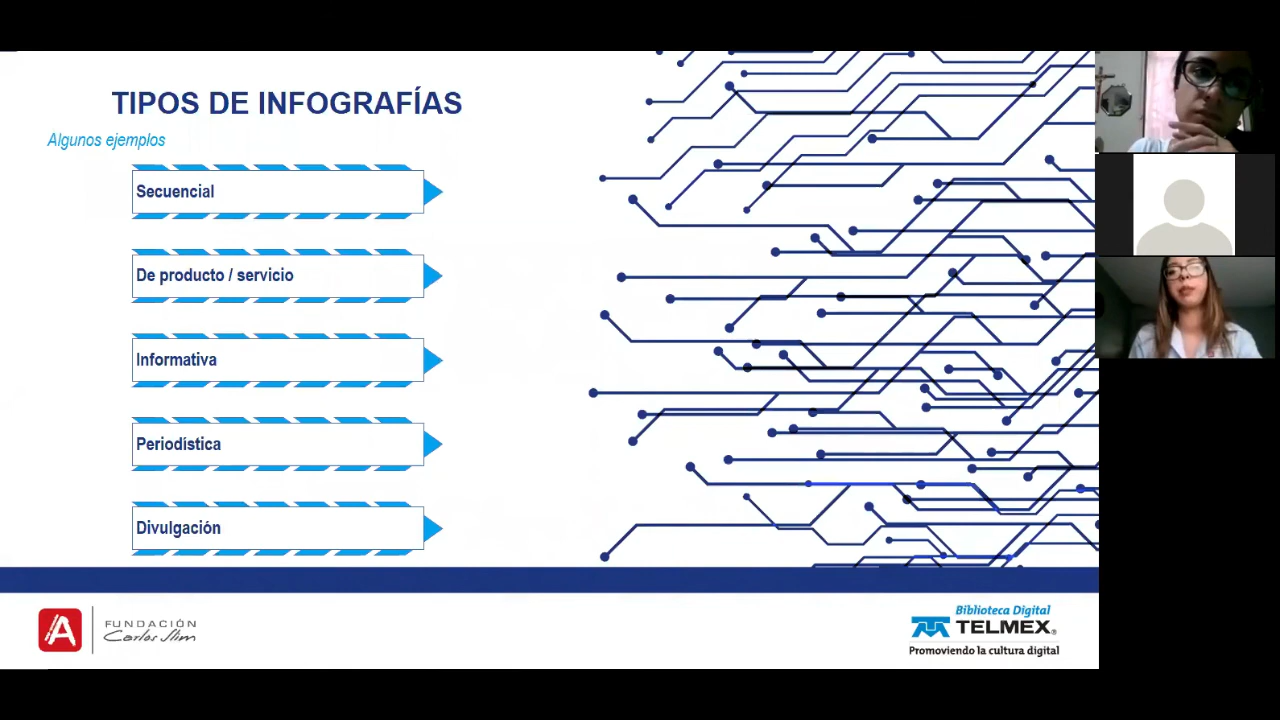 TIPOS DE INFOGRAFÍAS
Algunos ejemplos
Secuencial
De producto / servicio
Informativa
Periodística
Divulgación
FUNDACIÓN
Carlos Slim
Biblioteca Digital
TELMEX®
Promoviendo la cultura digital